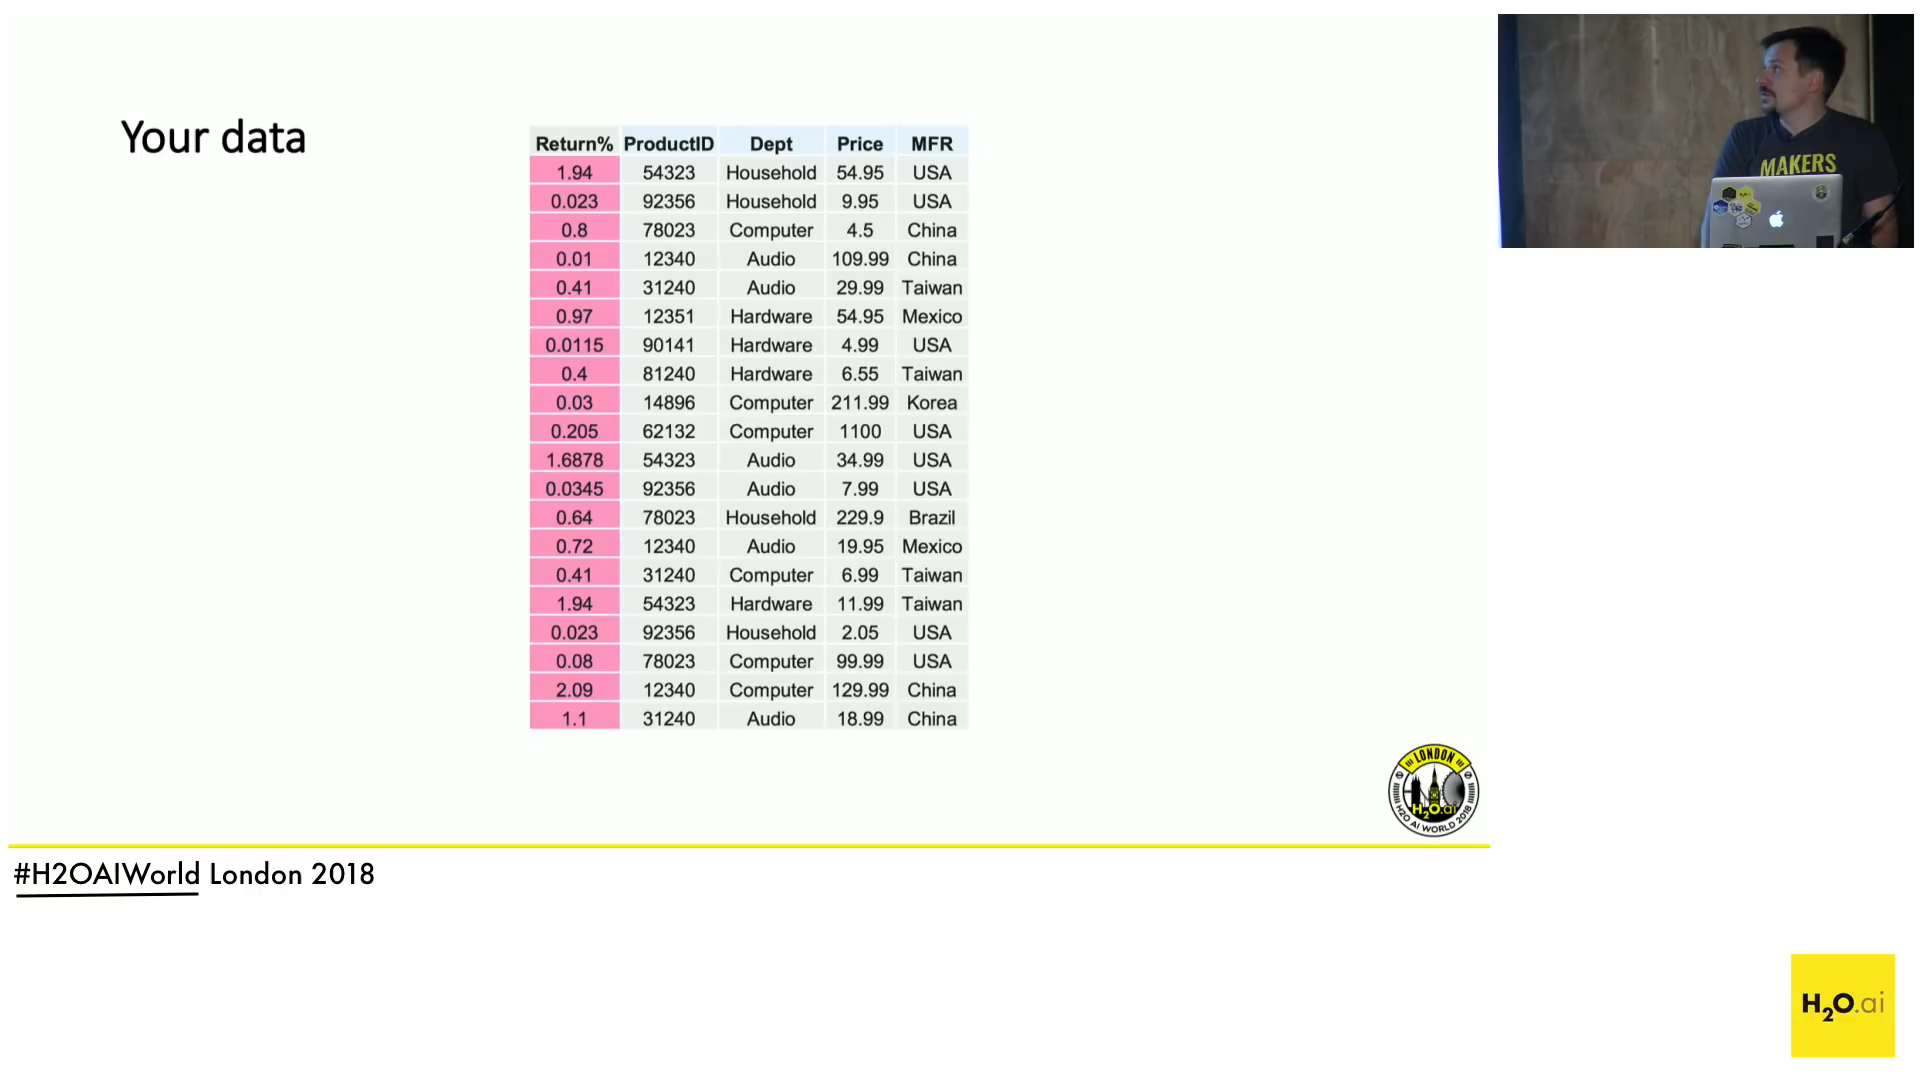 Your data
Return% ProductID Dept Price MFR
1.94 54323 Household 54.95 USA
0.023 92356 Household 9.95 USA
0.8 78023 Computer 4.5 China
0.01 12340 Audio 109.99 China
0.41 31240 Audio 29.99 Taiwan
0.97 12351 Hardware 54.95 Mexico
0.0115 90141 Hardware 4.99 USA
0.4 81240 Hardware 6.55 Taiwan
0.03 14896 Computer 211.99 Korea
0.205 62132 Computer 1100 USA
1.6878 54323 Audio 34.99 USA
0.0345 92356 Audio 7.99 USA
0.64 78023 Household 229.9 Brazil
0.72 12340 Audio 19.95 Mexico
0.41 31240 Computer 6.99 Taiwan
1.94 54323 Hardware 11.99 Taiwan
0.023 92356 Household 2.05 USA
0.08 78023 Computer 99.99 USA
2.09 12340 Computer 129.99 China
1.1 31240 Audio 18.99 China
MAKERS
LONDON
H2O.ai
H2O AI WORLD 2018
#H2OAIWorld London 2018
H2O.ai